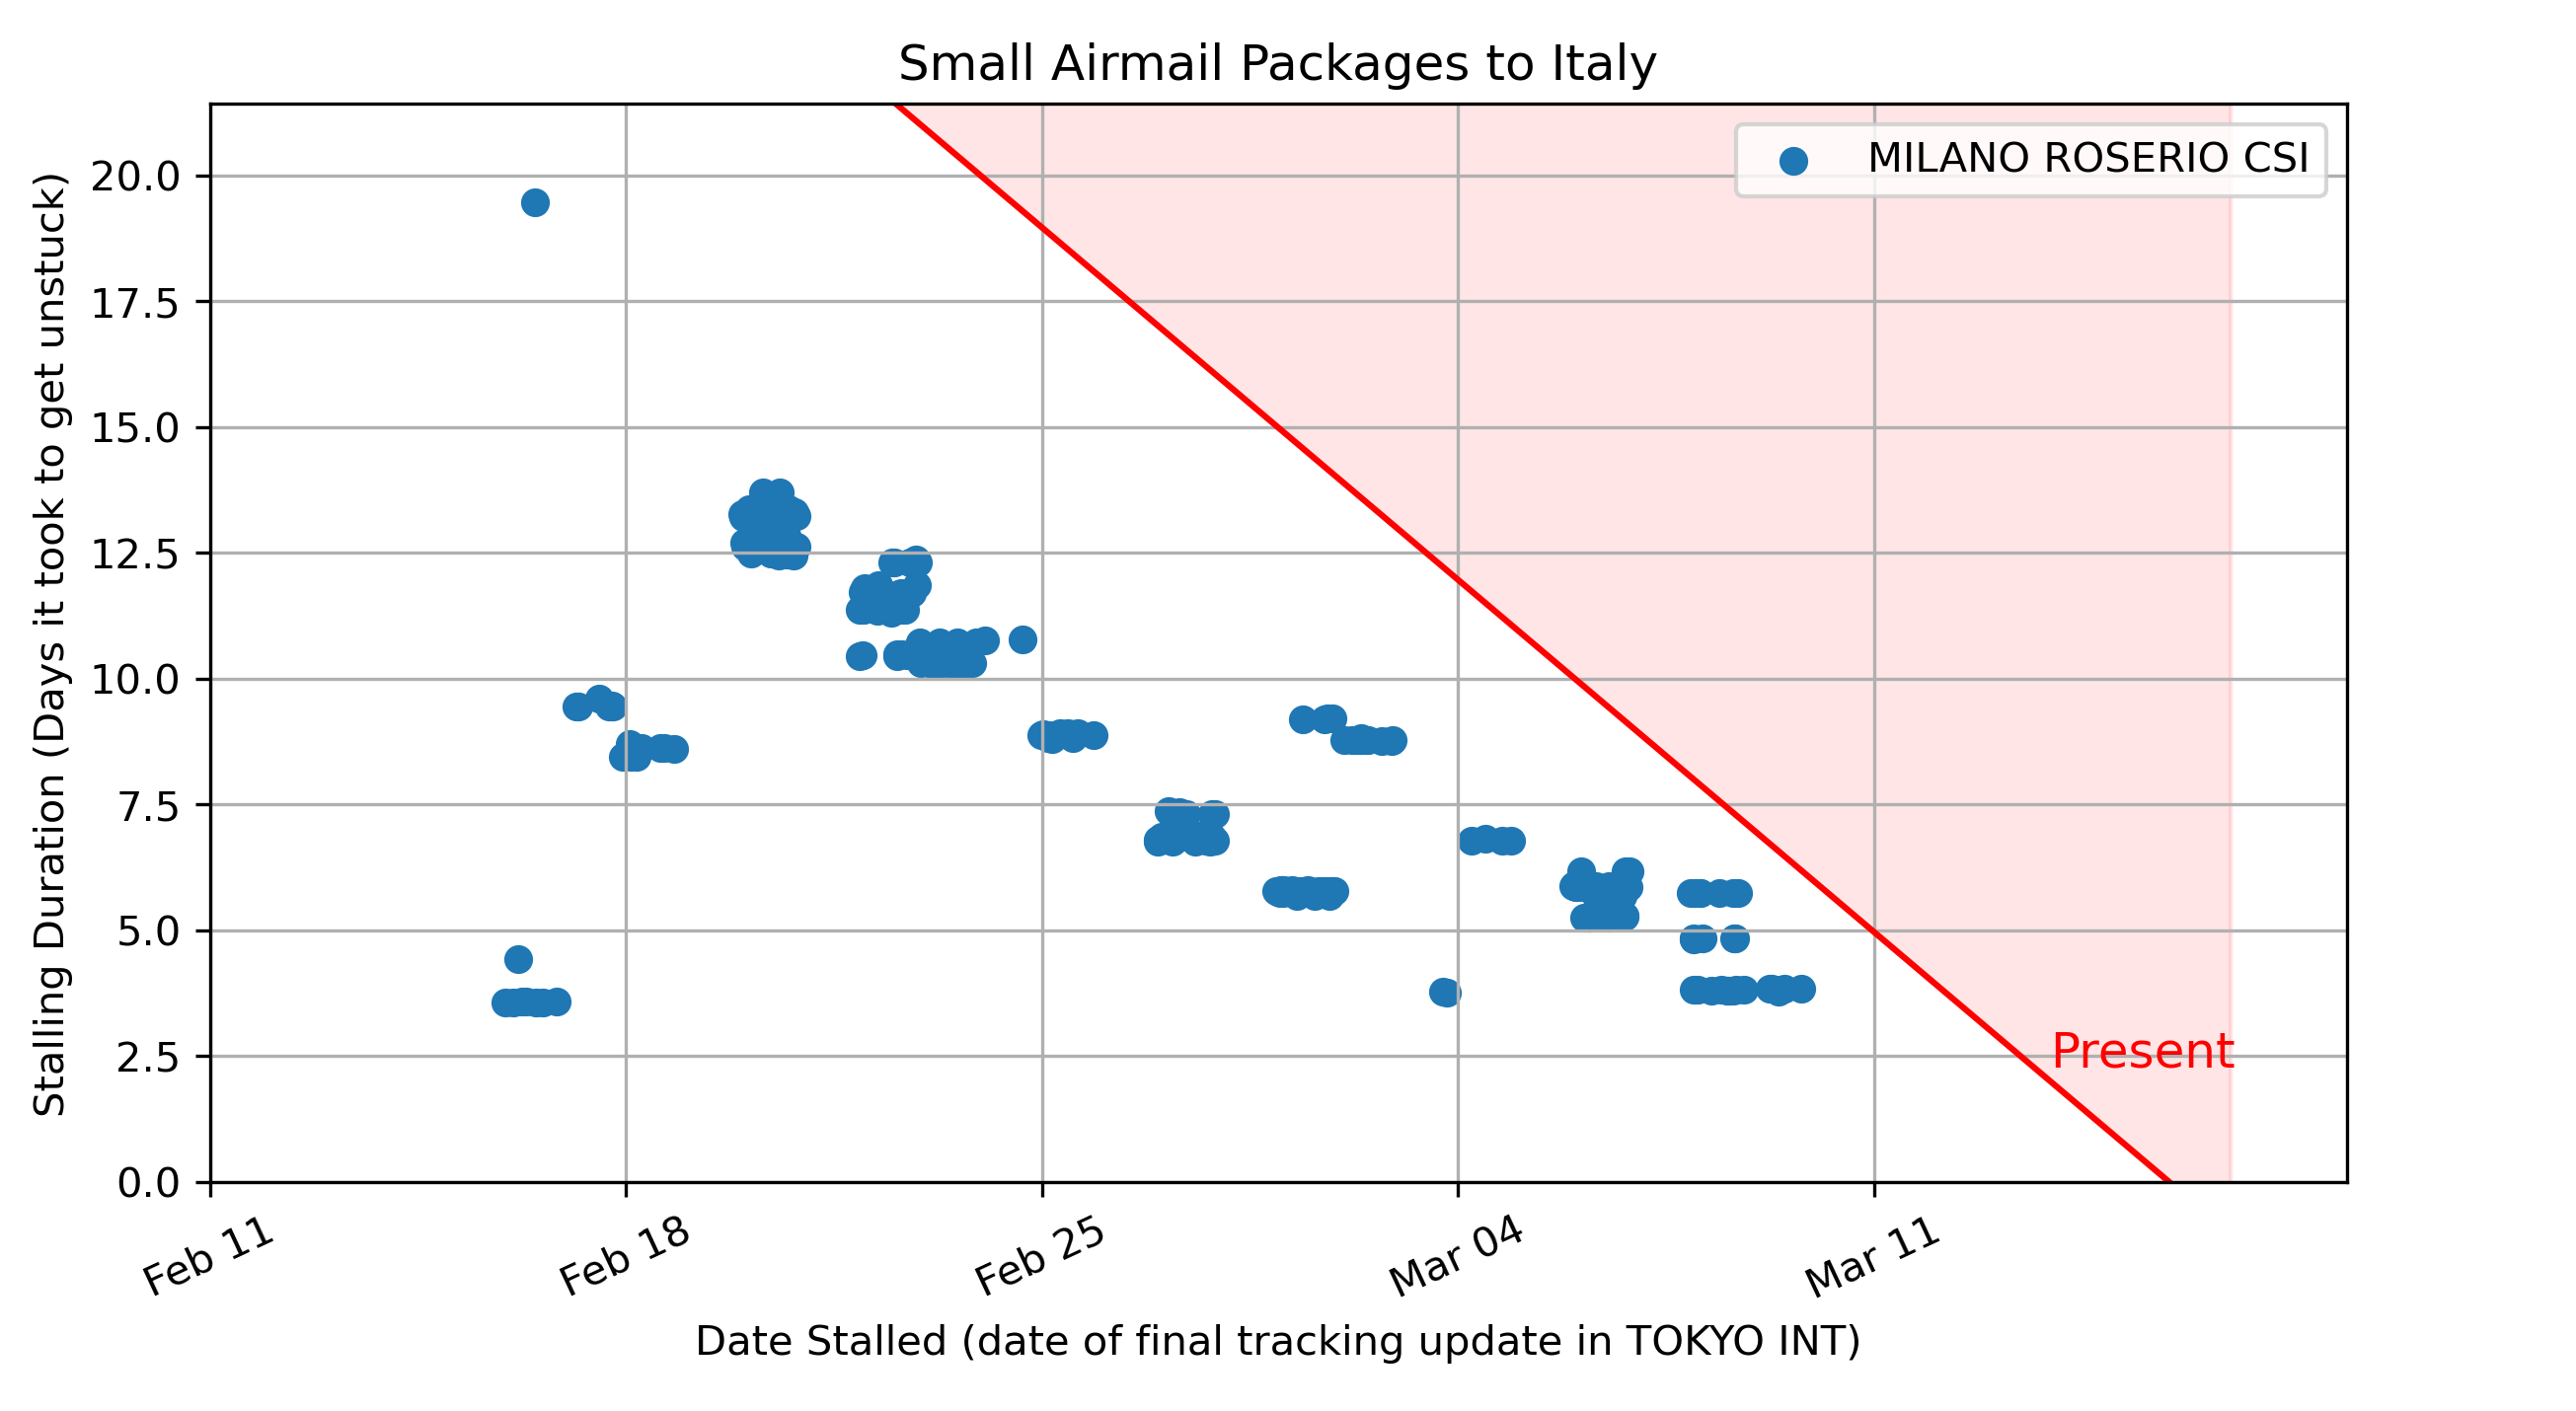 Small Airmail Packages to Italy
MILANO ROSERIO CSI
Stalling Duration (Days it took to get unstuck)
20.0
17.5
15.0
12.5
10.0
7.5
5.0
2.5
0.0
Present
Feb 11
Feb 18
Feb 25
Mar 04
Mar 11
Date Stalled (date of final tracking update in TOKYO INT)